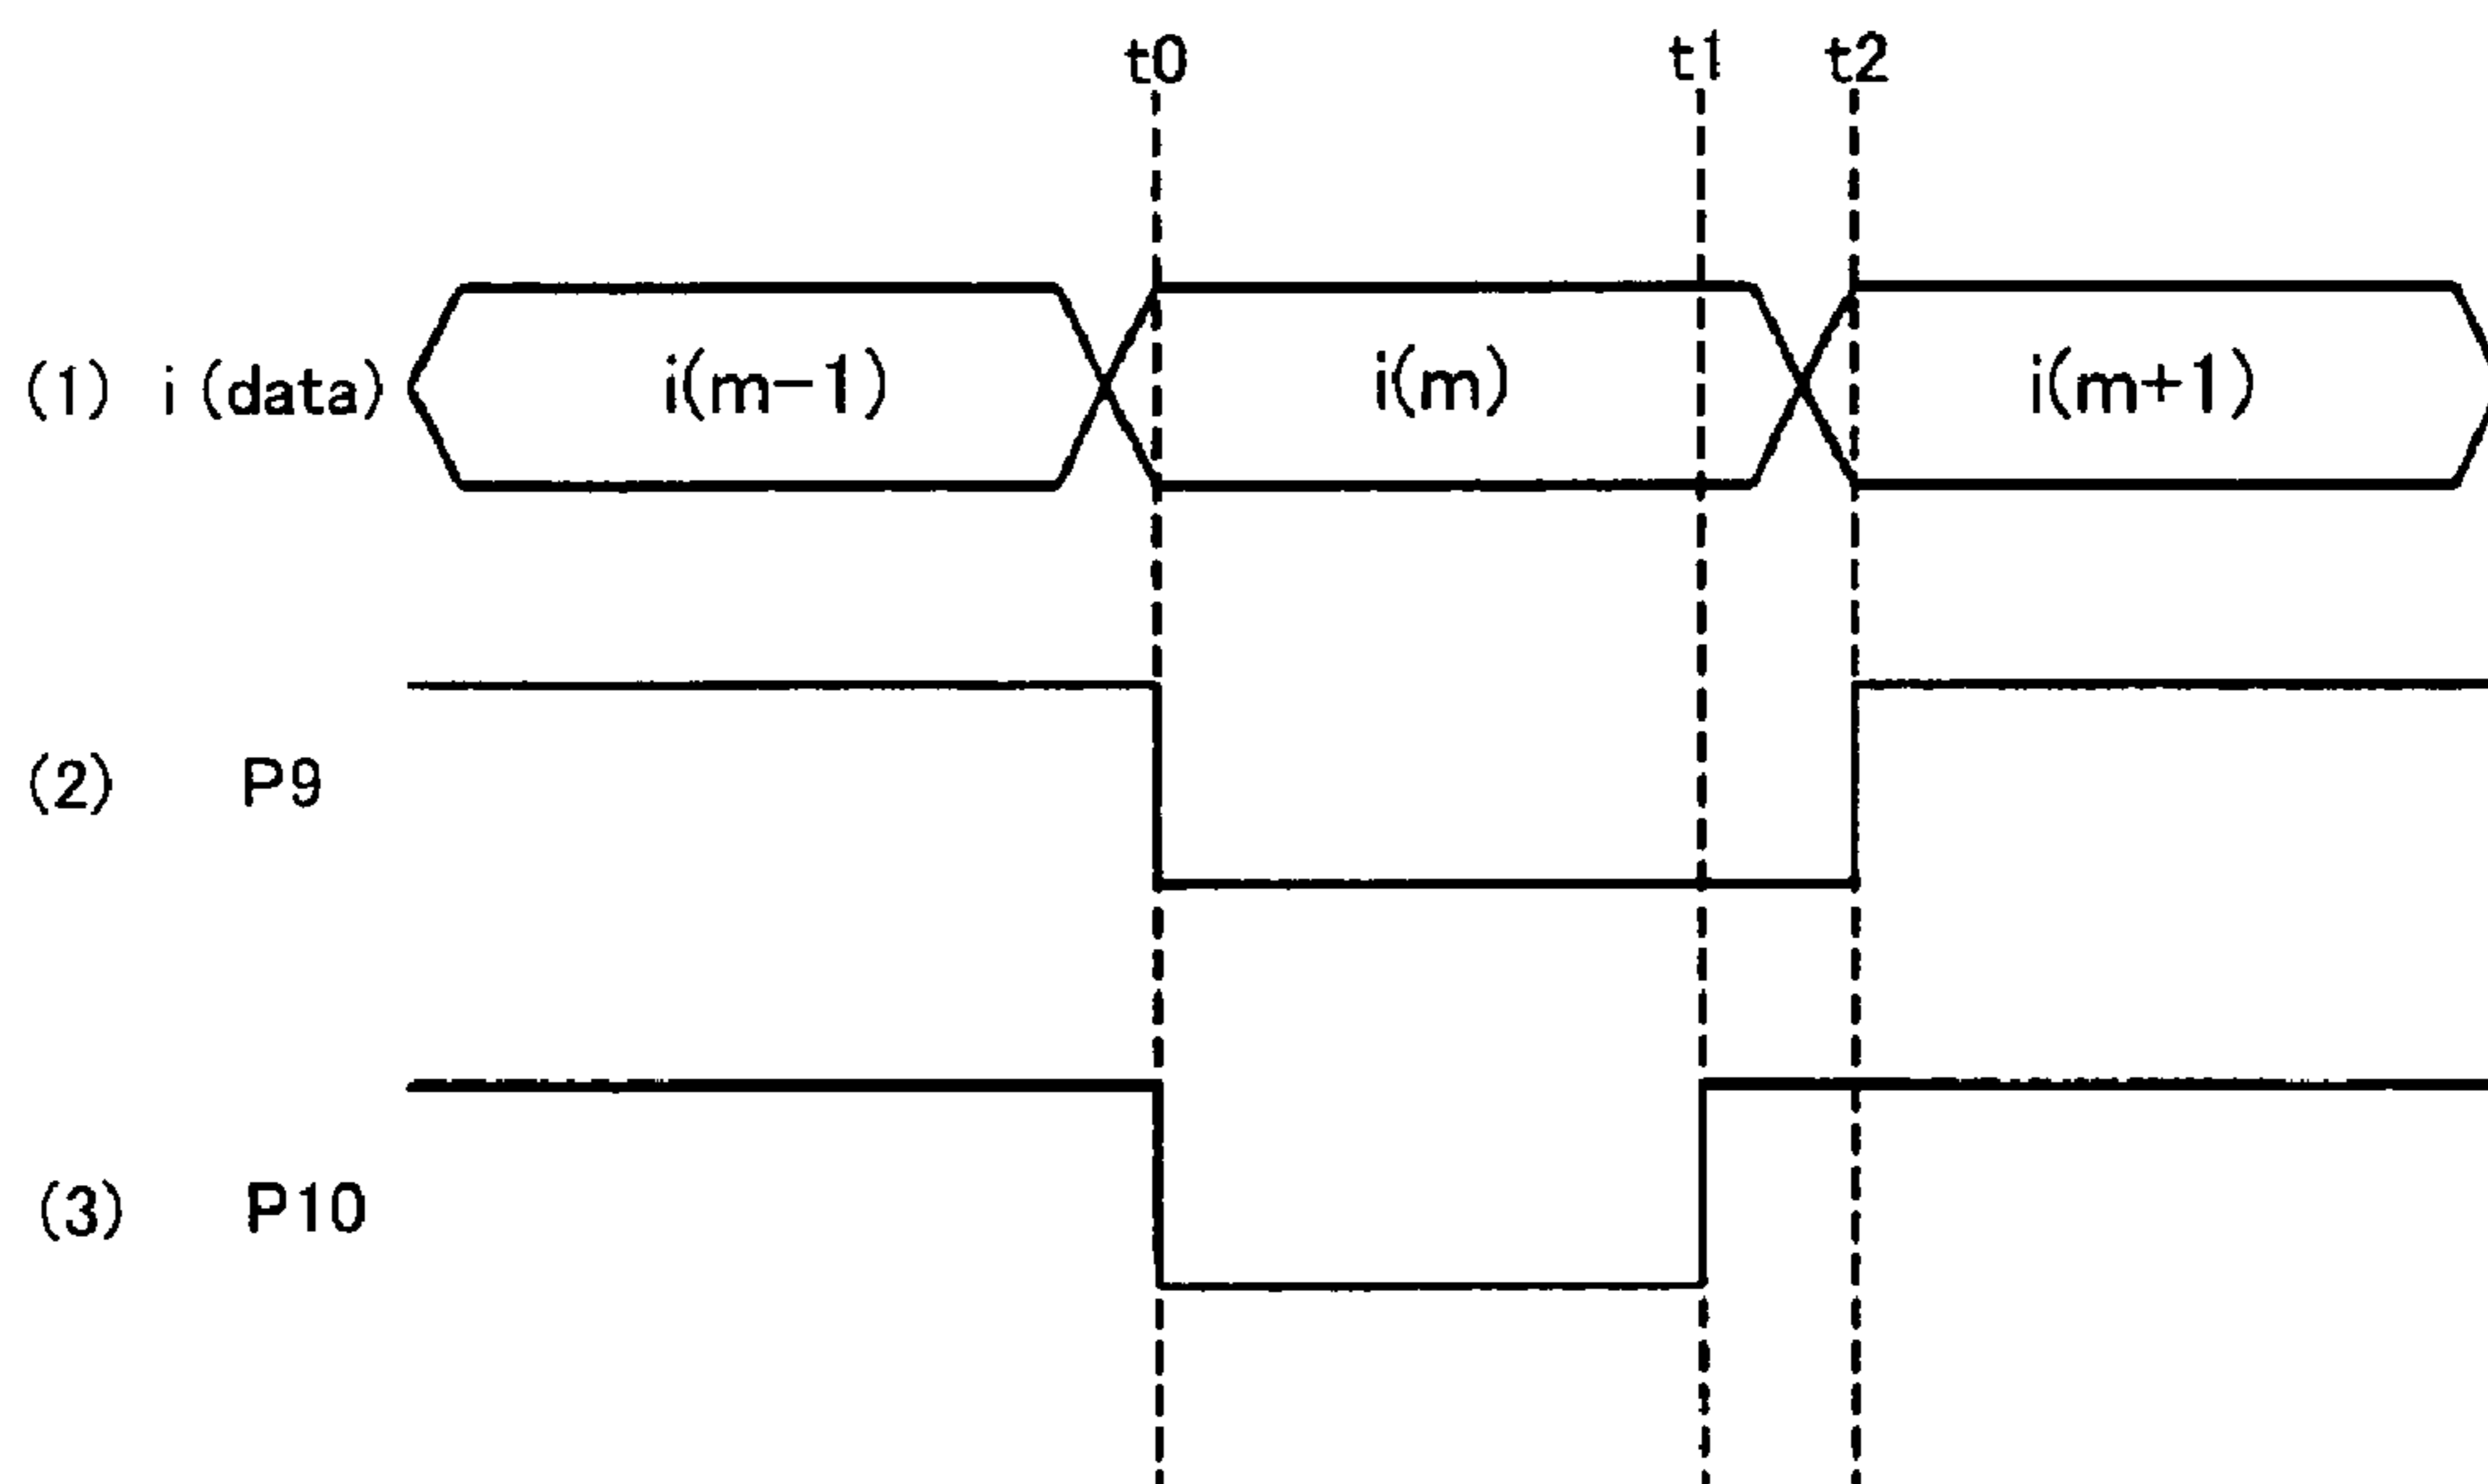 t0 t1 t2
(1) i (data) i(m-1) i(m) i(m+1)
(2) P9
(3) P10